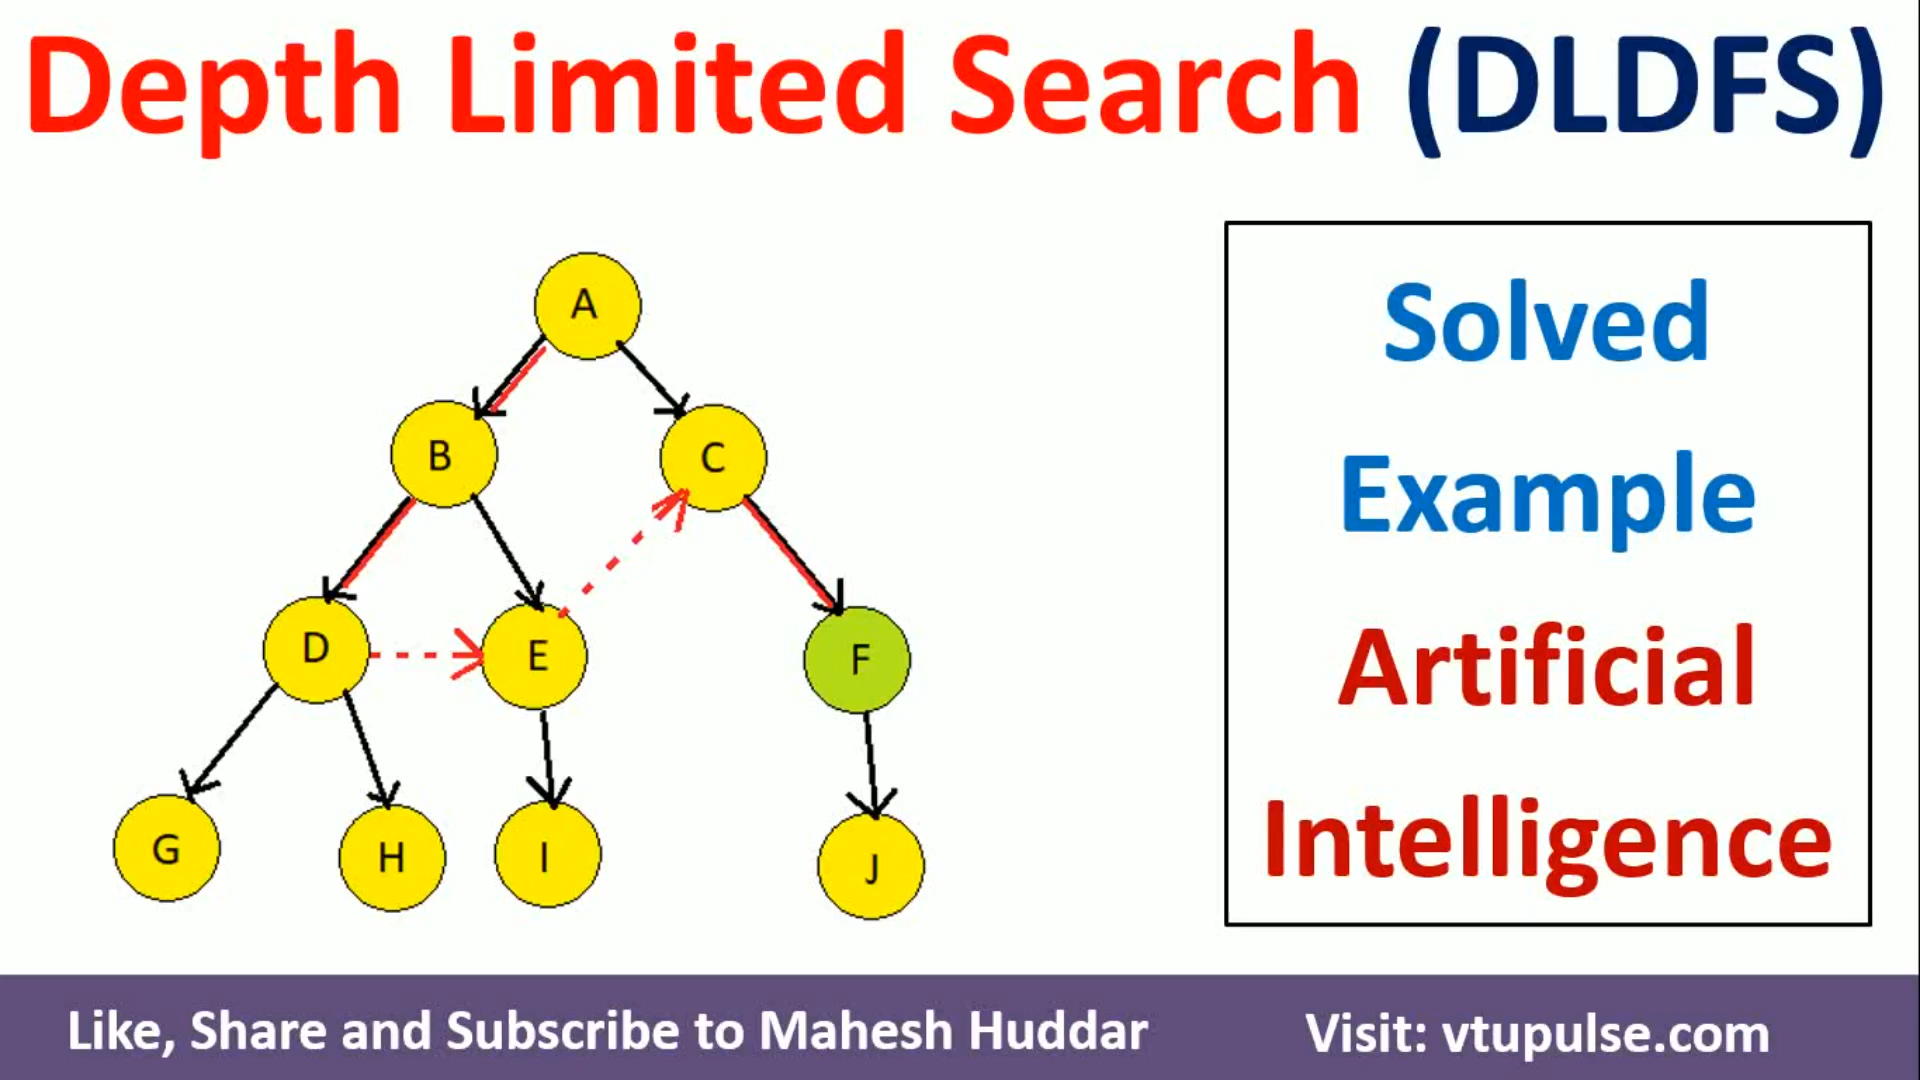 Depth Limited Search (DLDFS)
A
B
C
D
E
F
G
H
I
J
Solved
Example
Artificial
Intelligence
Like, Share and Subscribe to Mahesh Huddar
Visit: vtupulse.com